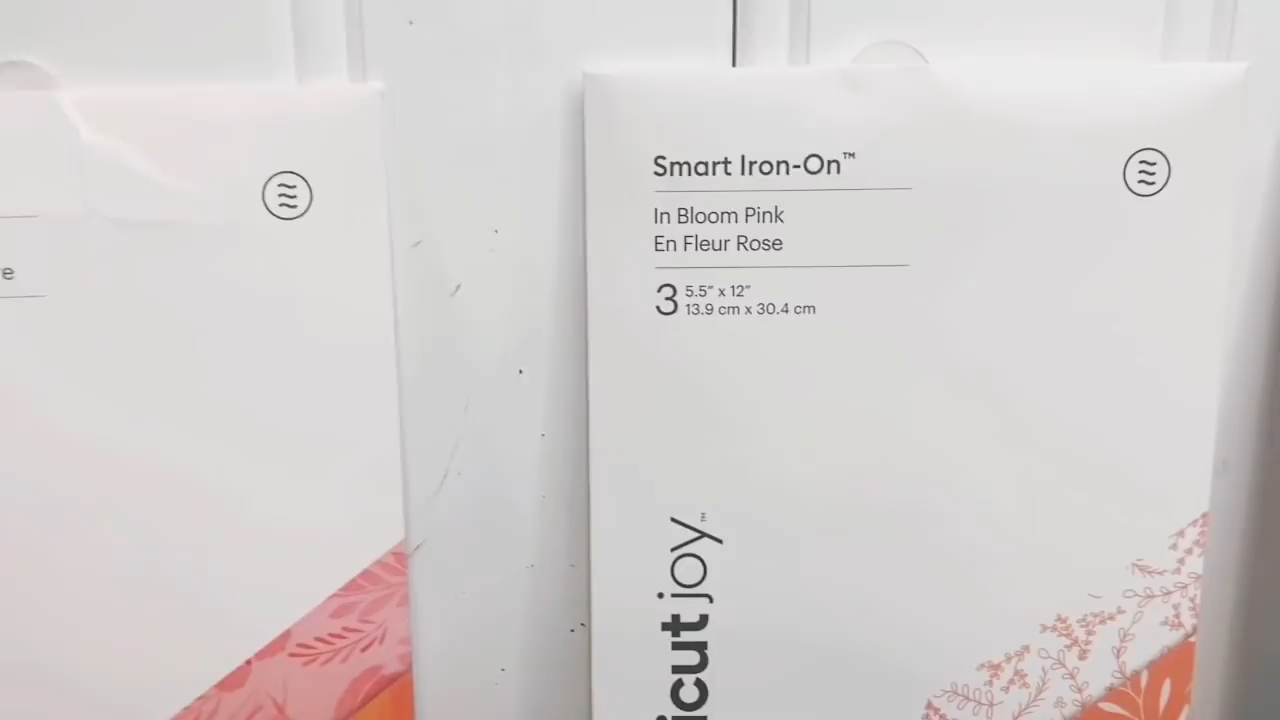 Smart Iron-On™
In Bloom Pink
En Fleur Rose
3 5.5" x 12"
13.9 cm x 30.4 cm
icut joy™
e